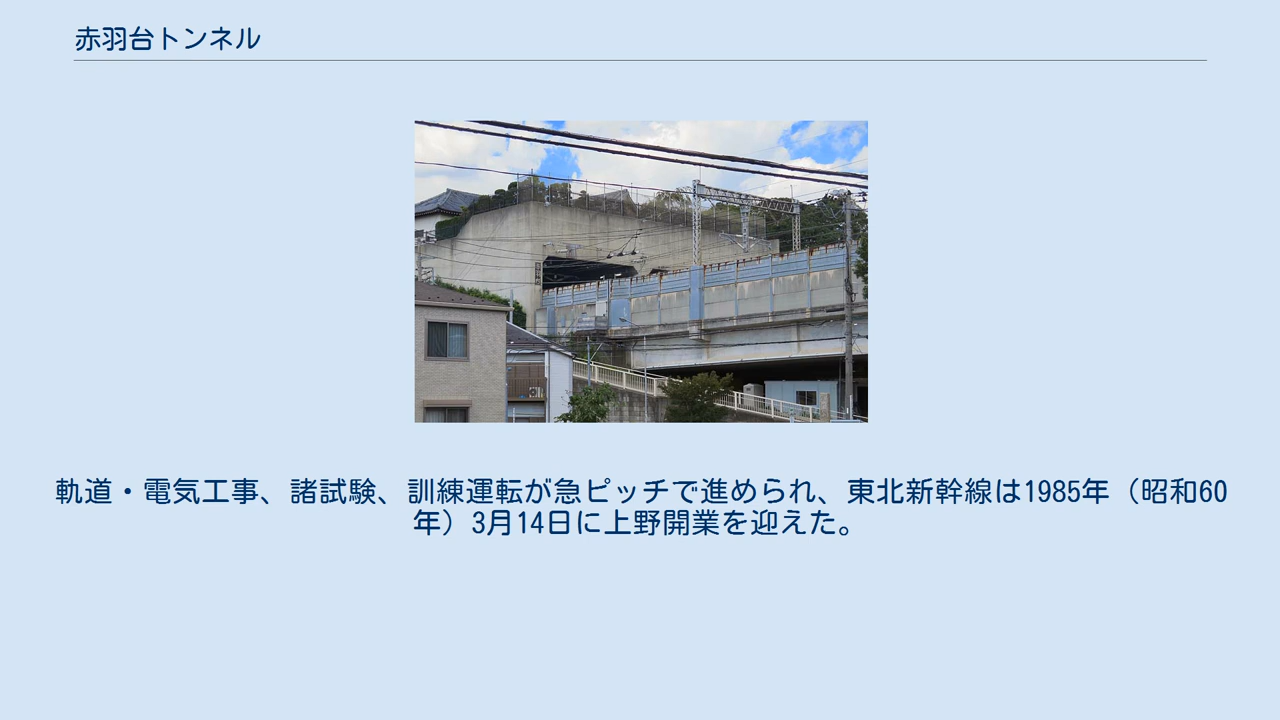 赤羽台トンネル
軌道・電気工事、諸試験、訓練運転が急ピッチで進められ、東北新幹線は1985年（昭和60
年）3月14日に上野開業を迎えた。